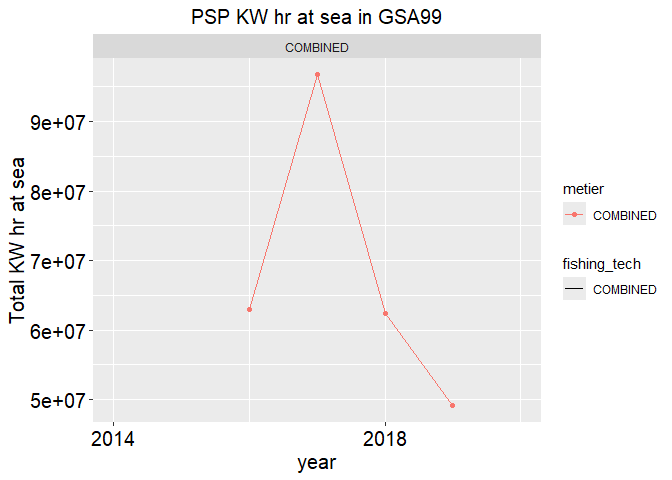 PSP KW hr at sea in GSA99
COMBINED
Total KW hr at sea
9e+07
8e+07
7e+07
6e+07
5e+07
2014
2018
year
metier
COMBINED
fishing_tech
COMBINED